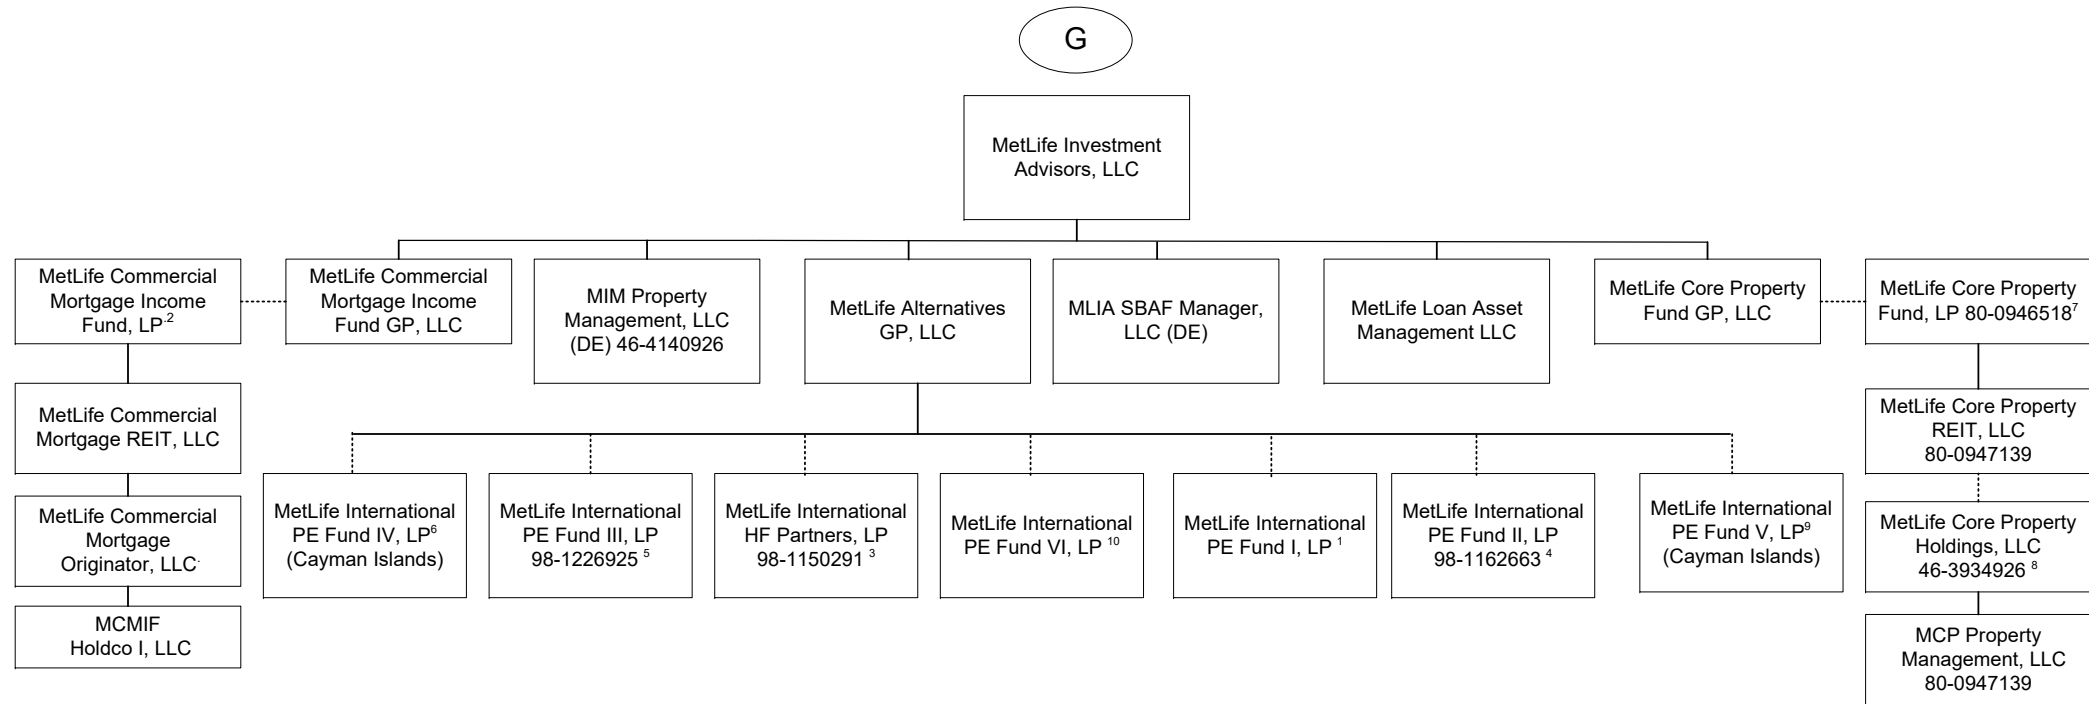 G
MetLife Investment
Advisors, LLC
MetLife Commercial
Mortgage Income
Fund, LP.2
MetLife Commercial
Mortgage Income
Fund GP, LLC
MIM Property
Management, LLC
(DE) 46-4140926
MetLife Alternatives
GP, LLC
MLIA SBAF Manager,
LLC (DE)
MetLife Loan Asset
Management LLC
MetLife Core Property
Fund GP, LLC
MetLife Core Property
Fund, LP 80-0946518⁷
MetLife Commercial
Mortgage REIT, LLC
MetLife Core Property
REIT, LLC
80-0947139
MetLife Commercial
Mortgage
Originator, LLC.
MetLife International
PE Fund IV, LP⁶
(Cayman Islands)
MetLife International
PE Fund III, LP
98-1226925 ⁵
MetLife International
HF Partners, LP
98-1150291 ³
MetLife International
PE Fund VI, LP ¹⁰
MetLife International
PE Fund I, LP ¹
MetLife International
PE Fund II, LP
98-1162663 ⁴
MetLife International
PE Fund V, LP⁹
(Cayman Islands)
MetLife Core Property
Holdings, LLC
46-3934926 ⁸
MCMIF
Holdco I, LLC
MCP Property
Management, LLC
80-0947139